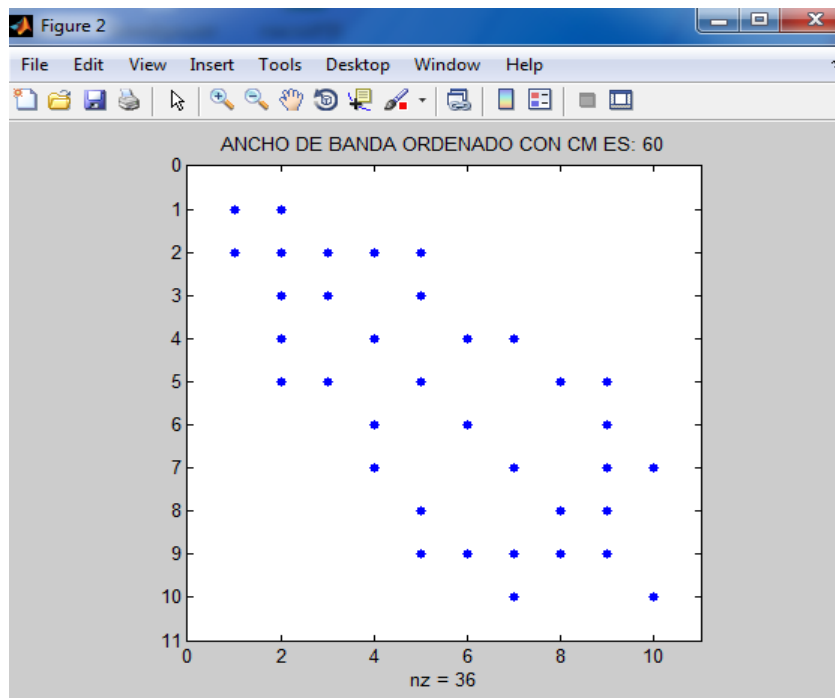 Figure 2
File Edit View Insert Tools Desktop Window Help
ANCHO DE BANDA ORDENADO CON CM ES: 60
0
1
2
3
4
5
6
7
8
9
10
11
0 2 4 6 8 10
nz = 36